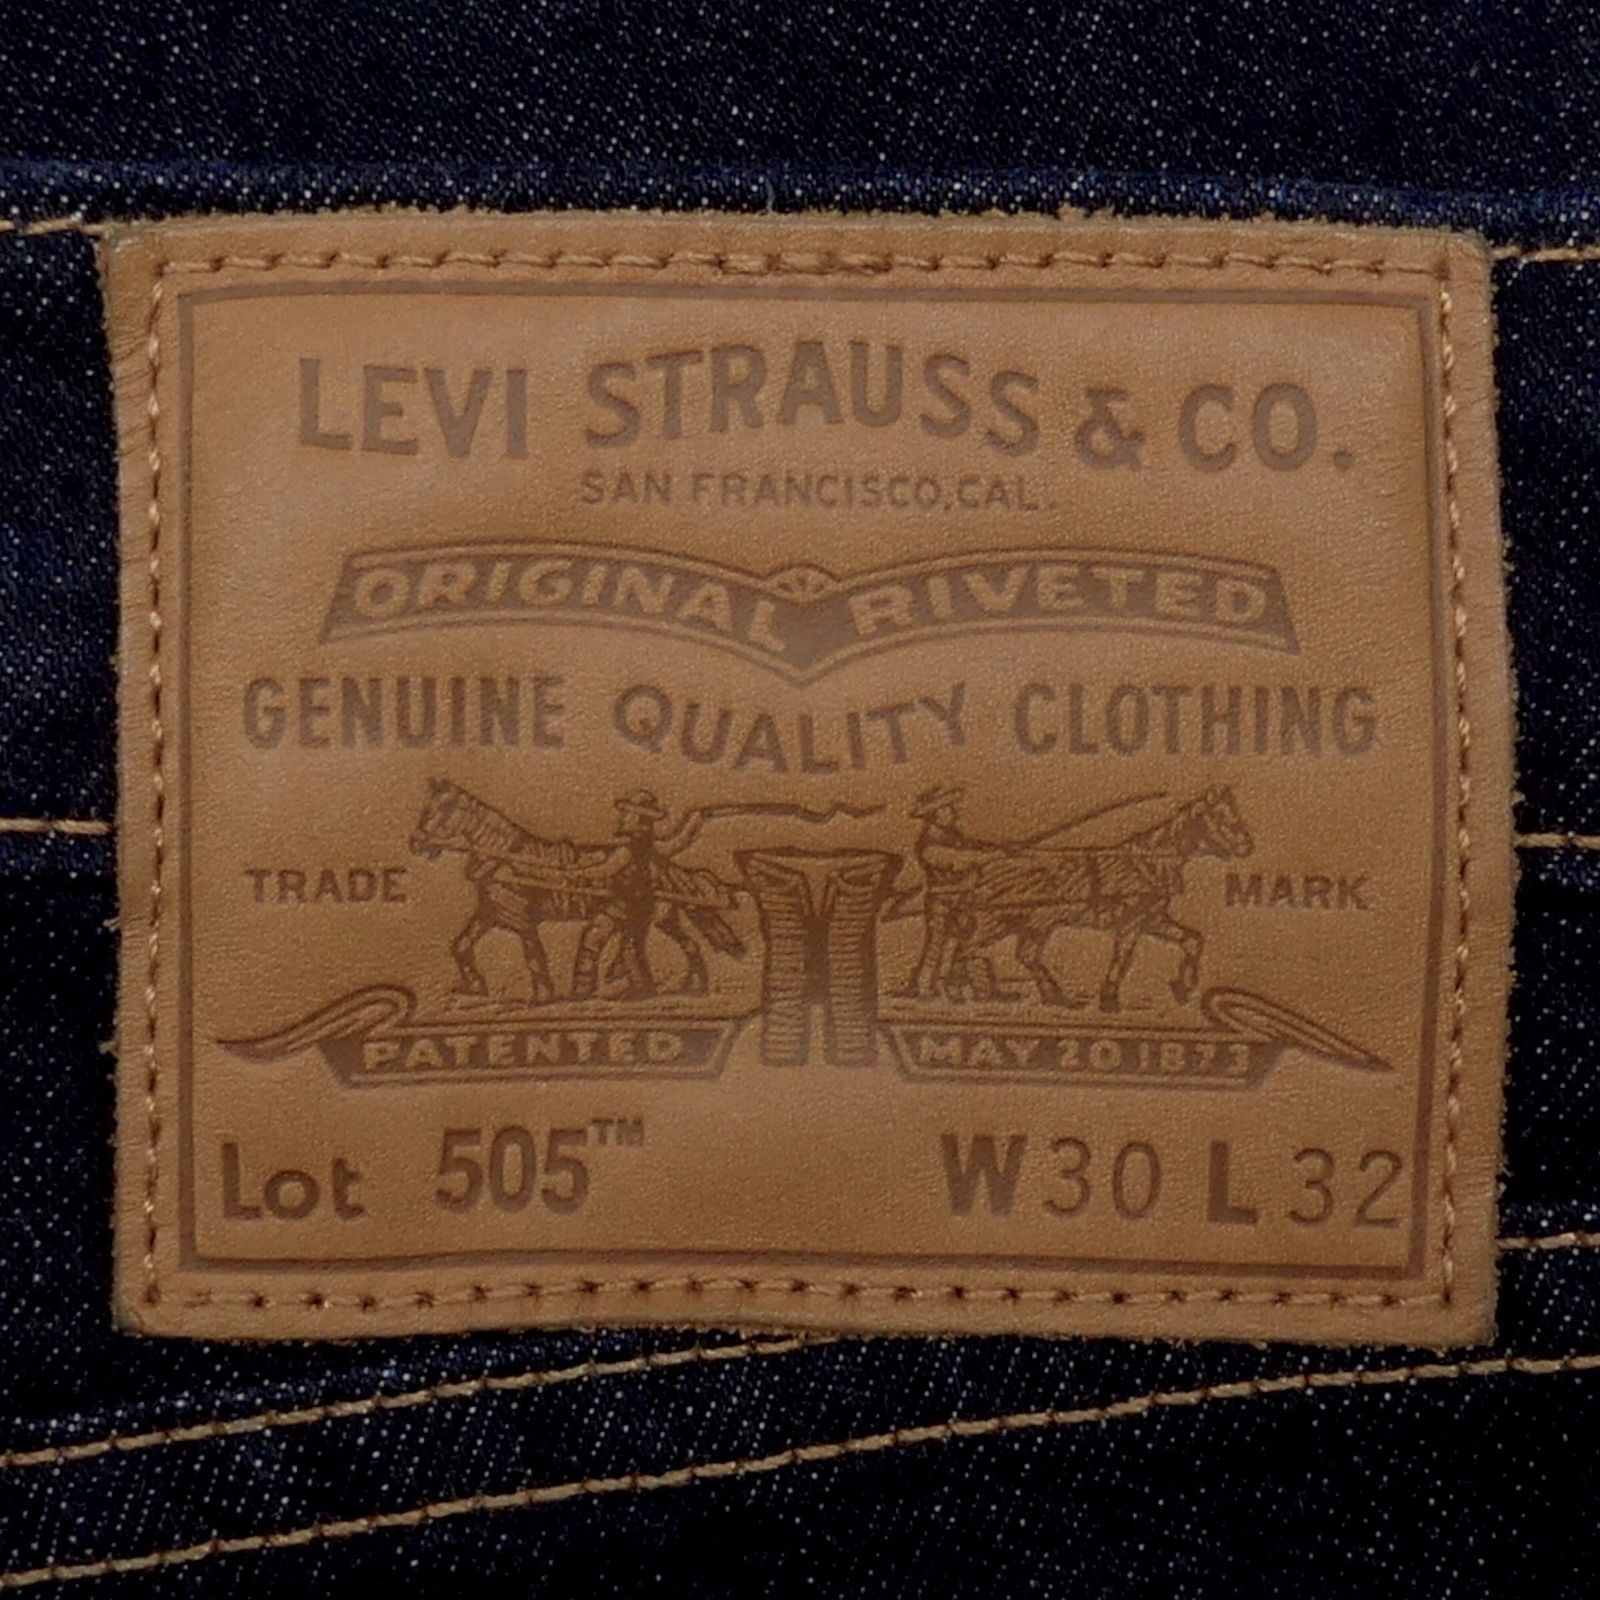 LEVI STRAUSS & CO.
SAN FRANCISCO, CAL.
ORIGINAL RIVETED
GENUINE QUALITY CLOTHING
TRADE MARK
PATENTED MAY 20 1873
Lot 505™ W30 L32